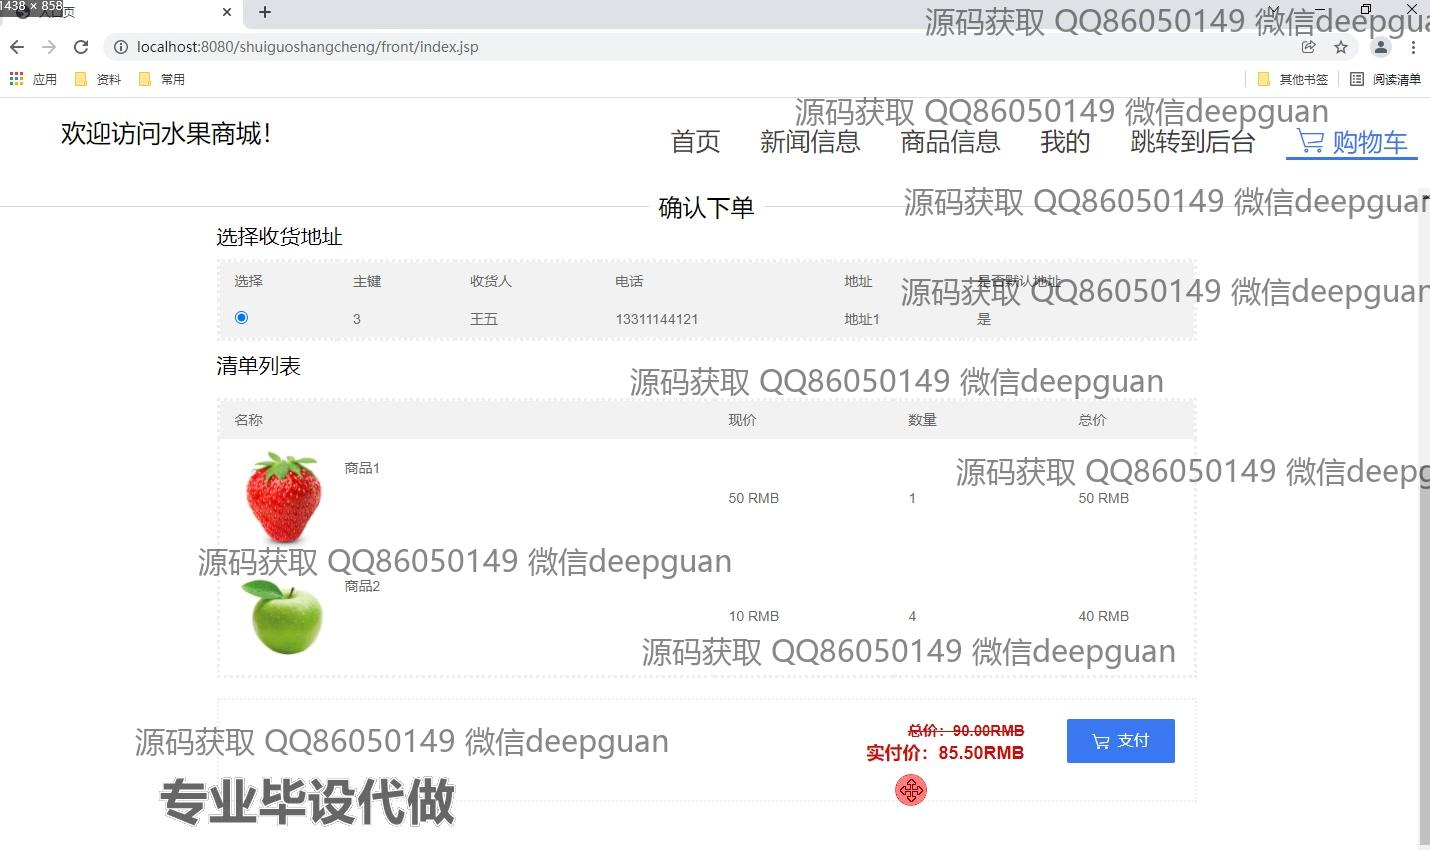 1438 × 858
localhost:8080/shuiguoshangcheng/front/index.jsp
应用 资料 常用 其他书签 阅读清单
源码获取 QQ86050149 微信deepgua
源码获取 QQ86050149 微信deepguan
欢迎访问水果商城!
首页 新闻信息 商品信息 我的 跳转到后台 购物车
源码获取 QQ86050149 微信deepguan
确认下单
选择收货地址
选择 主键 收货人 电话 地址 是否默认地址
源码获取 QQ86050149 微信deepguan
3 王五 13311144121 地址1 是
清单列表
源码获取 QQ86050149 微信deepguan
名称 现价 数量 总价
商品1
源码获取 QQ86050149 微信deepg
50 RMB 1 50 RMB
源码获取 QQ86050149 微信deepguan
商品2
10 RMB 4 40 RMB
源码获取 QQ86050149 微信deepguan
总价：90.00RMB
实付价：85.50RMB
支付
源码获取 QQ86050149 微信deepguan
专业毕设代做